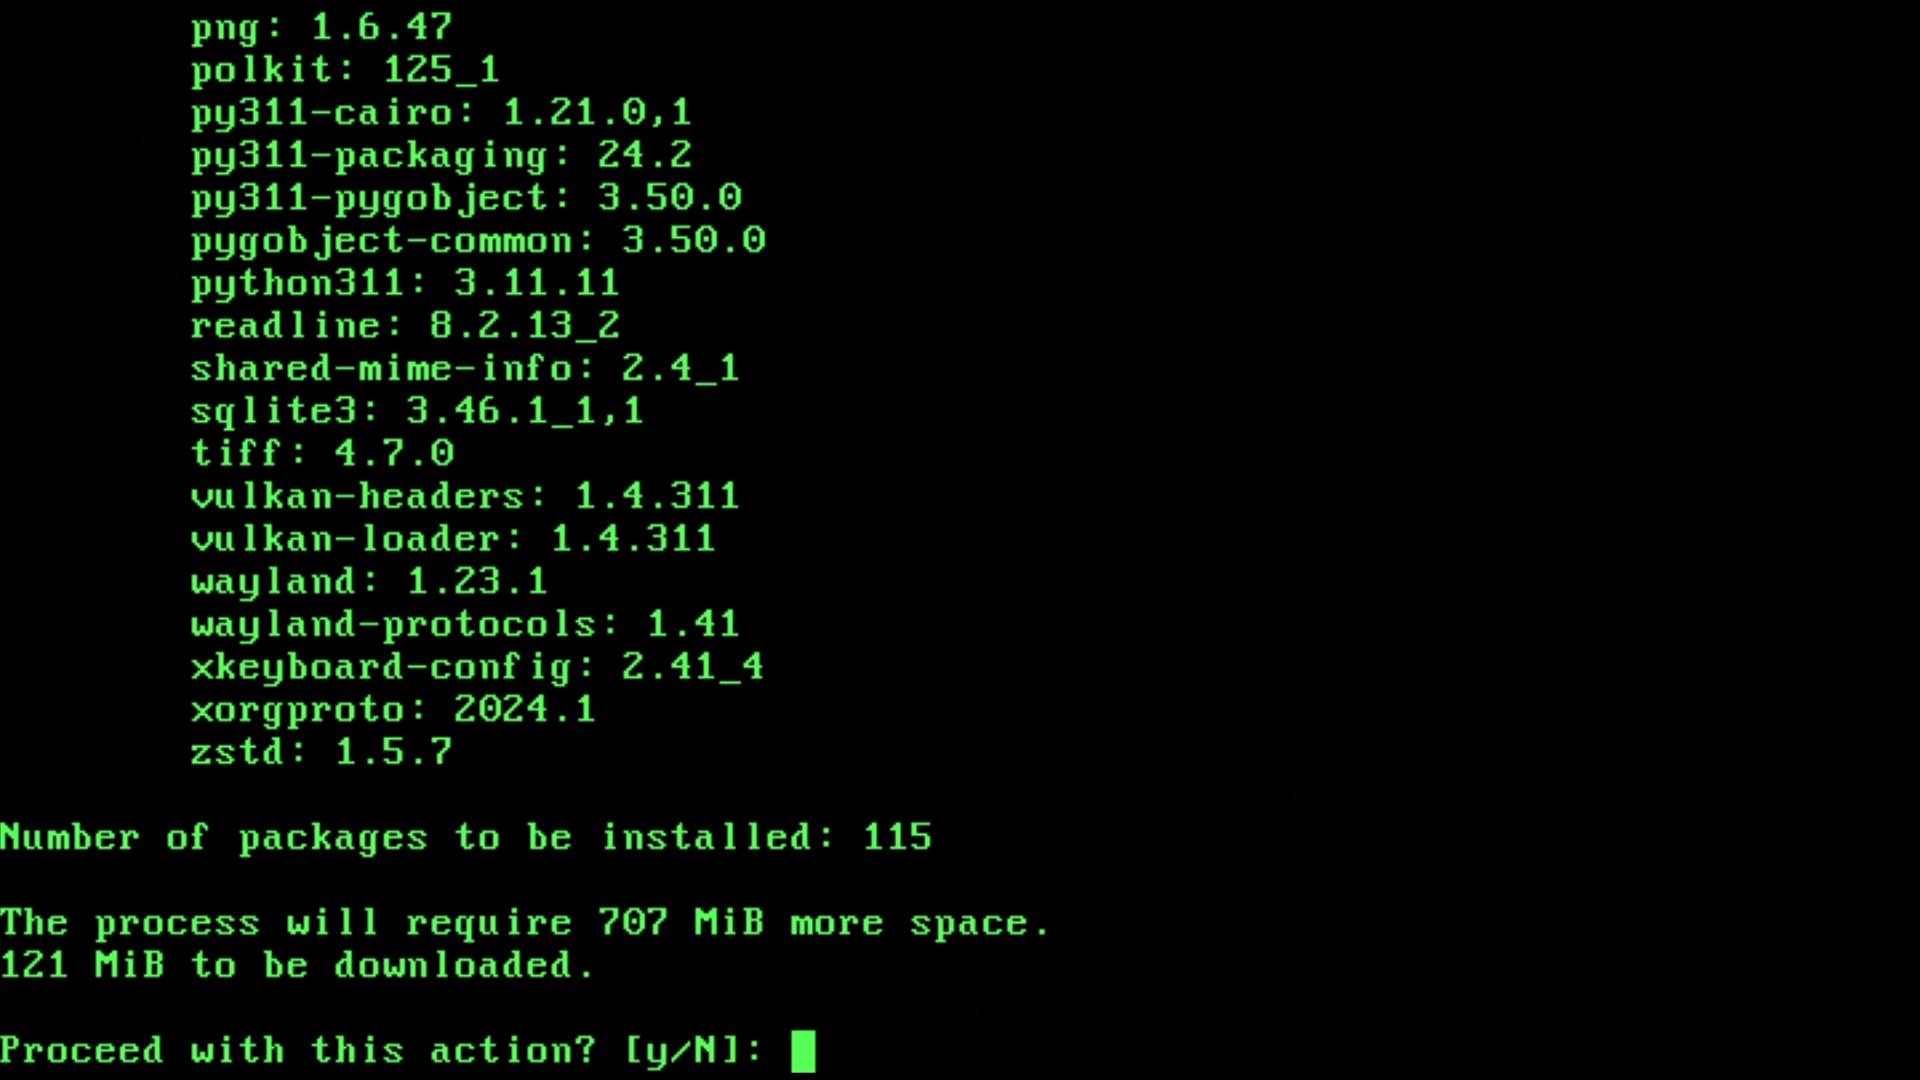 png: 1.6.47
polkit: 125_1
py311-cairo: 1.21.0,1
py311-packaging: 24.2
py311-pygobject: 3.50.0
pygobject-common: 3.50.0
python311: 3.11.11
readline: 8.2.13_2
shared-mime-info: 2.4_1
sqlite3: 3.46.1_1,1
tiff: 4.7.0
vulkan-headers: 1.4.311
vulkan-loader: 1.4.311
wayland: 1.23.1
wayland-protocols: 1.41
xkeyboard-config: 2.41_4
xorgproto: 2024.1
zstd: 1.5.7
Number of packages to be installed: 115
The process will require 707 MiB more space.
121 MiB to be downloaded.
Proceed with this action? [y/N]: